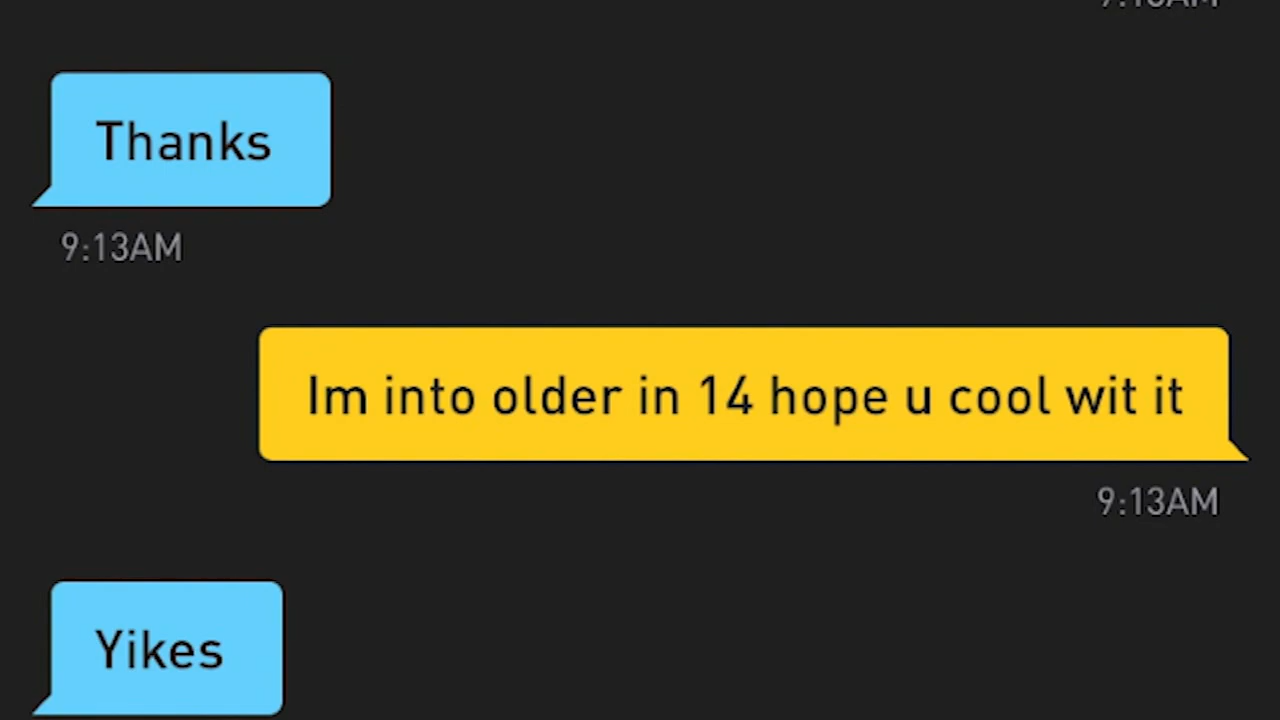 Thanks
9:13AM
Im into older in 14 hope u cool wit it
9:13AM
Yikes